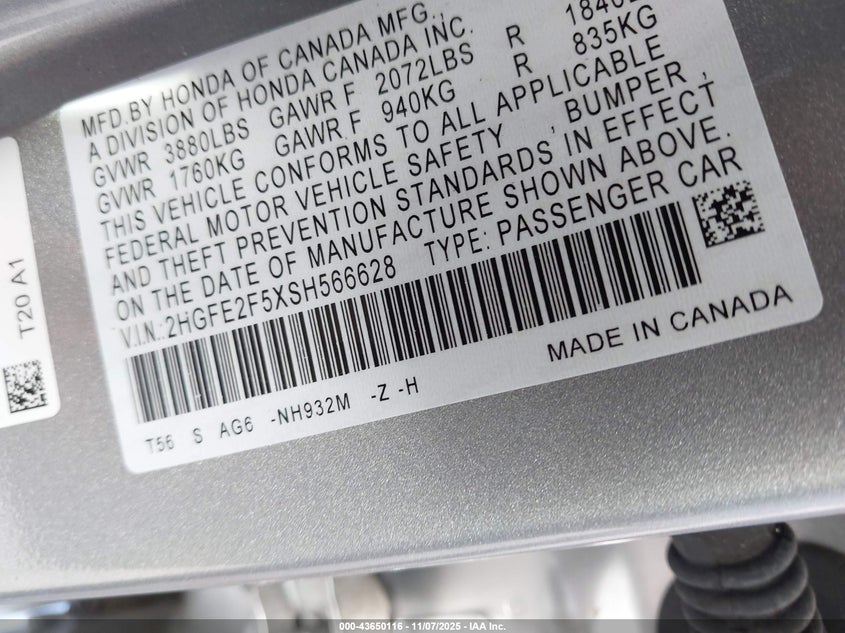 MFD.BY HONDA OF CANADA MFG.,
A DIVISION OF HONDA CANADA INC.
GVWR 3880LBS GAWR F 2072LBS R
GVWR 1760KG GAWR F 940KG R 835KG
THIS VEHICLE CONFORMS TO ALL APPLICABLE
FEDERAL MOTOR VEHICLE SAFETY , BUMPER ,
AND THEFT PREVENTION STANDARDS IN EFFECT
ON THE DATE OF MANUFACTURE SHOWN ABOVE.
V.I.N.:2HGFE2F5XSH566628 TYPE: PASSENGER CAR
MADE IN CANADA
T56 S AG6 -NH932M -Z -H
T20 A1
000-43650116 - 11/07/2025 - IAA Inc.